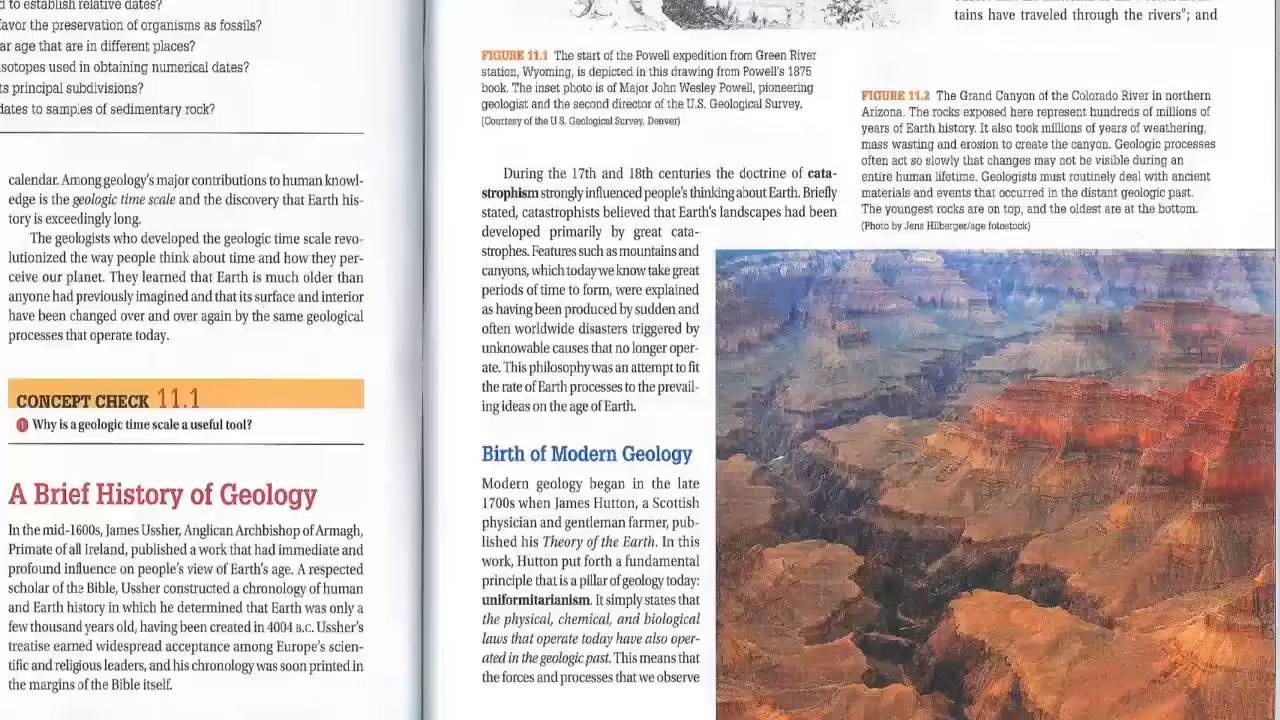 d to establish relative dates?
favor the preservation of organisms as fossils?
ar age that are in different places?
sotopes used in obtaining numerical dates?
ts principal subdivisions?
dates to samples of sedimentary rock?
calendar. Among geology's major contributions to human knowl-
edge is the geologic time scale and the discovery that Earth his-
tory is exceedingly long.
The geologists who developed the geologic time scale revo-
lutionized the way people think about time and how they per-
ceive our planet. They learned that Earth is much older than
anyone had previously imagined and that its surface and interior
have been changed over and over again by the same geological
processes that operate today.
CONCEPT CHECK 11.1
1 Why is a geologic time scale a useful tool?
A Brief History of Geology
In the mid-1600s, James Ussher, Anglican Archbishop of Armagh,
Primate of all Ireland, published a work that had immediate and
profound influence on people's view of Earth's age. A respected
scholar of the Bible, Ussher constructed a chronology of human
and Earth history in which he determined that Earth was only a
few thousand years old, having been created in 4004 B.C. Ussher's
treatise earned widespread acceptance among Europe's scien-
tific and religious leaders, and his chronology was soon printed in
the margins of the Bible itself.
FIGURE 11.1 The start of the Powell expedition from Green River
station, Wyoming, is depicted in this drawing from Powell's 1875
book. The inset photo is of Major John Wesley Powell, pioneering
geologist and the second director of the U.S. Geological Survey.
(Courtesy of the U.S. Geological Survey, Denver)
During the 17th and 18th centuries the doctrine of cata-
strophism strongly influenced people's thinking about Earth. Briefly
stated, catastrophists believed that Earth's landscapes had been
developed primarily by great cata-
strophes. Features such as mountains and
canyons, which today we know take great
periods of time to form, were explained
as having been produced by sudden and
often worldwide disasters triggered by
unknowable causes that no longer oper-
ate. This philosophy was an attempt to fit
the rate of Earth processes to the prevail-
ing ideas on the age of Earth.
Birth of Modern Geology
Modern geology began in the late
1700s when James Hutton, a Scottish
physician and gentleman farmer, pub-
lished his Theory of the Earth. In this
work, Hutton put forth a fundamental
principle that is a pillar of geology today:
uniformitarianism. It simply states that
the physical, chemical, and biological
laws that operate today have also oper-
ated in the geologic past. This means that
the forces and processes that we observe
tains have traveled through the rivers"; and
FIGURE 11.2 The Grand Canyon of the Colorado River in northern
Arizona. The rocks exposed here represent hundreds of millions of
years of Earth history. It also took millions of years of weathering,
mass wasting and erosion to create the canyon. Geologic processes
often act so slowly that changes may not be visible during an
entire human lifetime. Geologists must routinely deal with ancient
materials and events that occurred in the distant geologic past.
The youngest rocks are on top, and the oldest are at the bottom.
(Photo by Jens Hilberger/age fotostock)